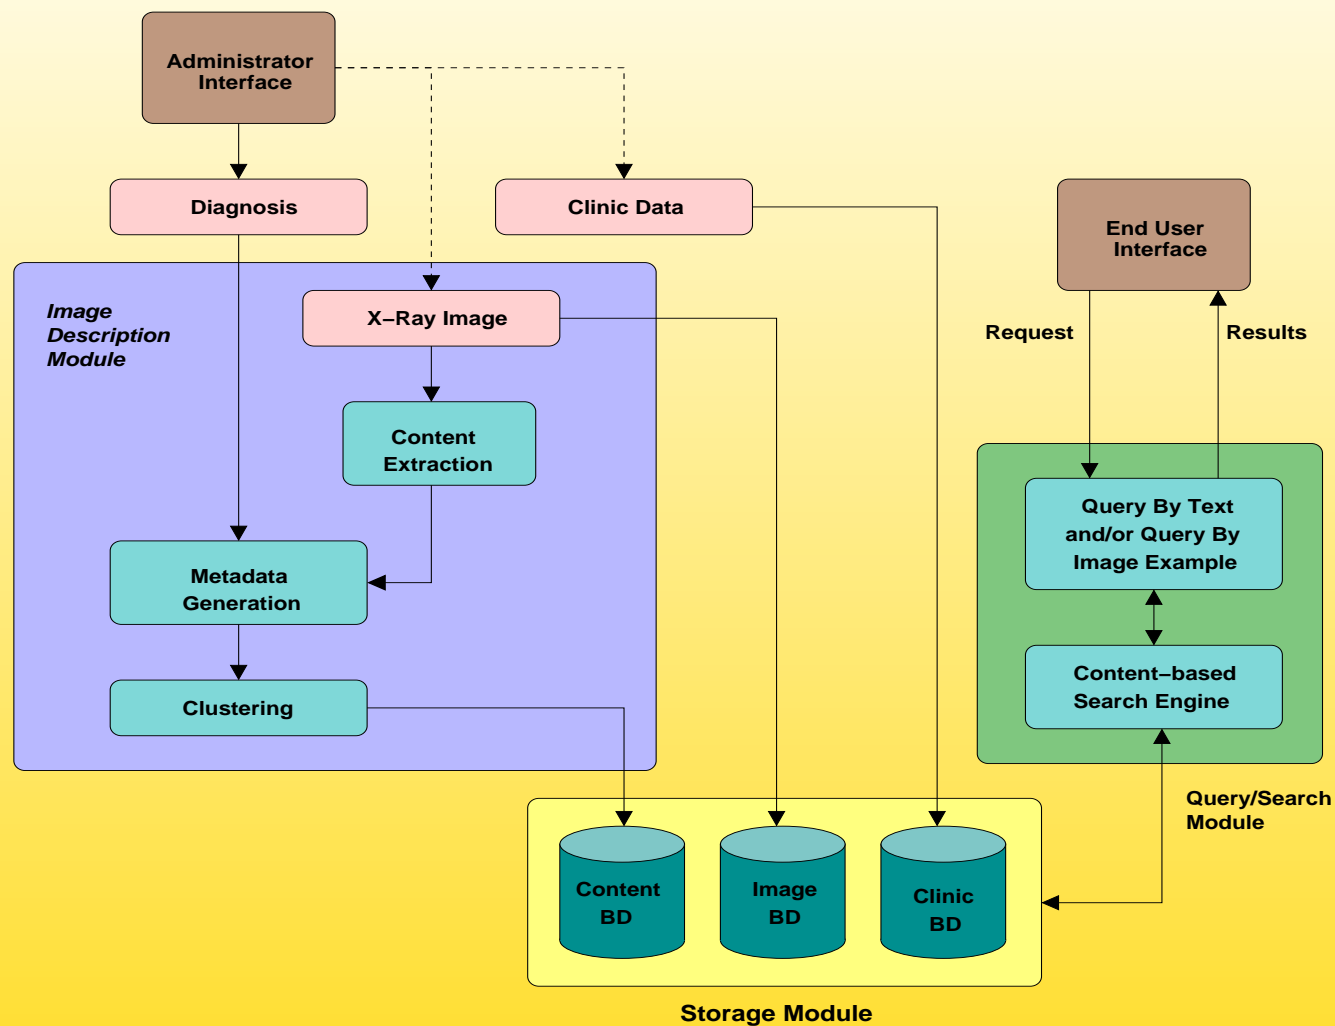 Administrator
Interface
Diagnosis
Clinic Data
End User
Interface
Image
Description
Module
X–Ray Image
Request
Results
Content
Extraction
Query By Text
and/or Query By
Image Example
Metadata
Generation
Content–based
Search Engine
Clustering
Query/Search
Module
Content
BD
Image
BD
Clinic
BD
Storage Module